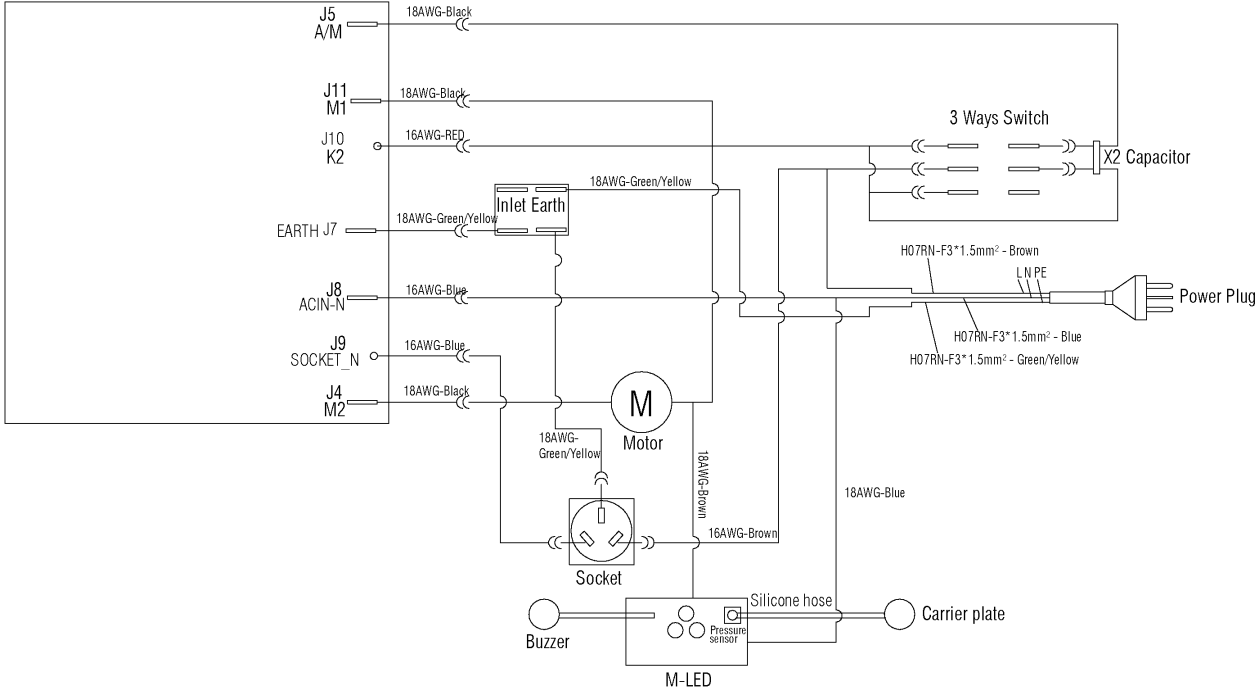 J5
A/M
18AWG-Black
J11
M1
18AWG-Black
J10
K2
16AWG-RED
3 Ways Switch
X2 Capacitor
18AWG-Green/Yellow
Inlet Earth
EARTH J7
18AWG-Green/Yellow
H07RN-F3*1.5mm² - Brown
L N PE
J8
ACIN-N
16AWG-Blue
Power Plug
H07RN-F3*1.5mm² - Blue
H07RN-F3*1.5mm² - Green/Yellow
J9
SOCKET_N
16AWG-Blue
J4
M2
18AWG-Black
M
Motor
18AWG-
Green/Yellow
18AWG-Brown
18AWG-Blue
16AWG-Brown
Socket
Silicone hose
Carrier plate
Buzzer
Pressure
sensor
M-LED